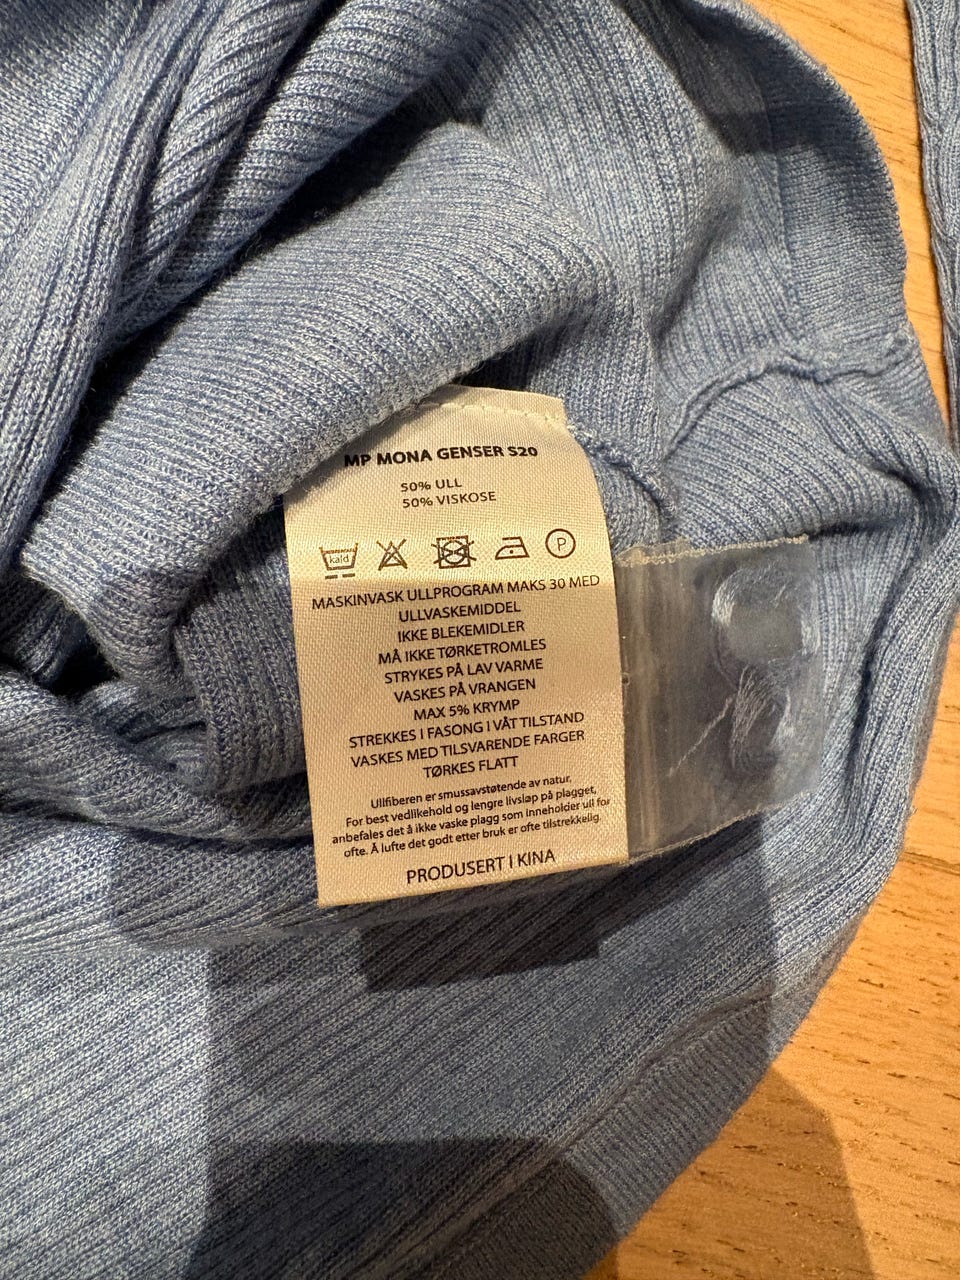 MP MONA GENSER S20
50% ULL
50% VISKOSE
kald
P
MASKINVASK ULLPROGRAM MAKS 30 MED
ULLVASKEMIDDEL
IKKE BLEKEMIDLER
MÅ IKKE TØRKETROMLES
STRYKES PÅ LAV VARME
VASKES PÅ VRANGEN
MAX 5% KRYMP
STREKKES I FASONG I VÅT TILSTAND
VASKES MED TILSVARENDE FARGER
TØRKES FLATT
Ullfiberen er smussavstøtende av natur,
For best vedlikehold og lengre livsløp på plagget,
anbefales det å ikke vaske plagg som inneholder ull for
ofte. Å lufte det godt etter bruk er ofte tilstrekkelig.
PRODUSERT I KINA